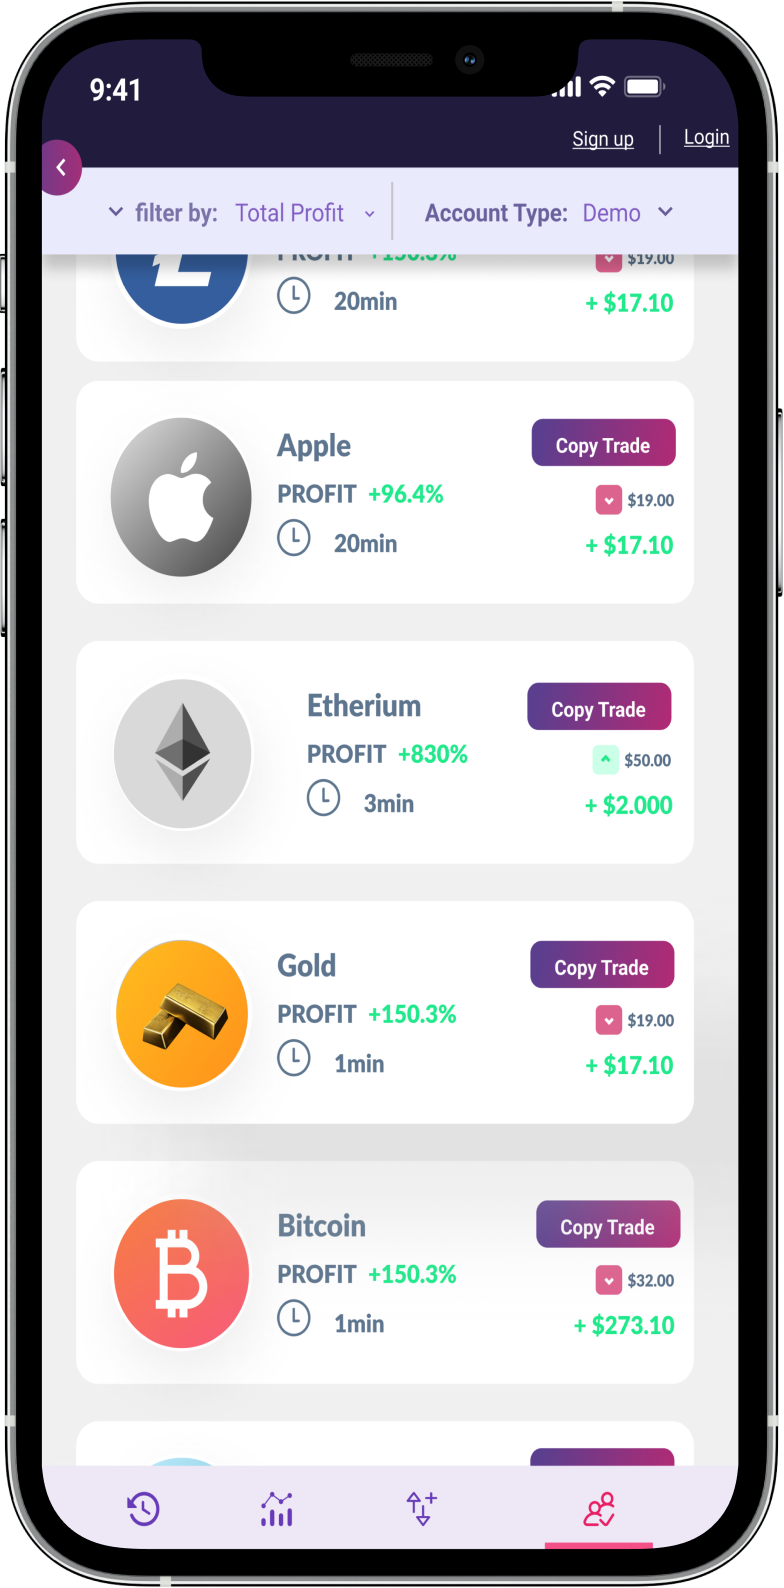 9:41
Sign up
Login
filter by: Total Profit
Account Type: Demo
PROFIT +150.3% $19.00
20min + $17.10
Apple Copy Trade
PROFIT +96.4% $19.00
20min + $17.10
Etherium Copy Trade
PROFIT +830% $50.00
3min + $2.000
Gold Copy Trade
PROFIT +150.3% $19.00
1min + $17.10
Bitcoin Copy Trade
PROFIT +150.3% $32.00
1min + $273.10